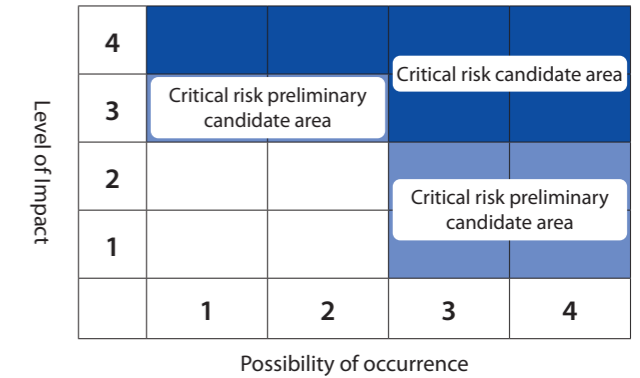 Level of Impact
4
Critical risk candidate area
3
Critical risk preliminary
candidate area
2
Critical risk preliminary
candidate area
1
1 2 3 4
Possibility of occurrence